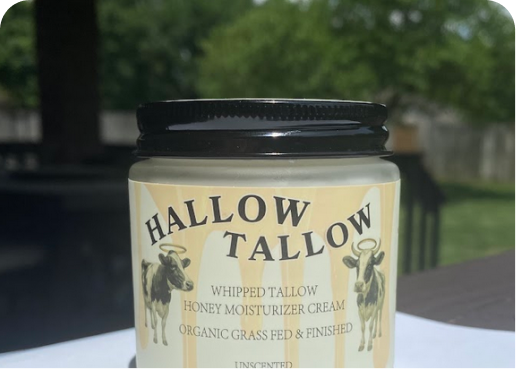 HALLOW
TALLOW
WHIPPED TALLOW
HONEY MOISTURIZER CREAM
ORGANIC GRASS FED & FINISHED
UNSCENTED